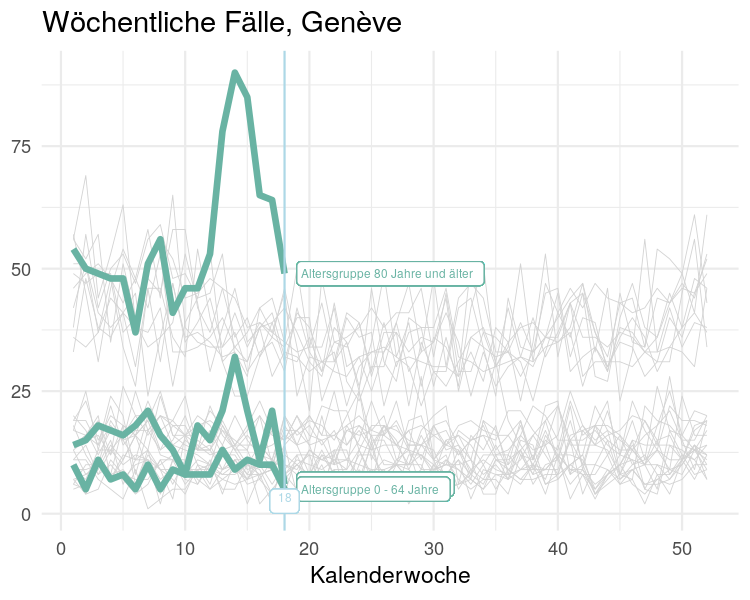 Wöchentliche Fälle, Genève
75
50
25
0
Altersgruppe 80 Jahre und älter
Altersgruppe 0 - 64 Jahre
18
0
10
20
30
40
50
Kalenderwoche